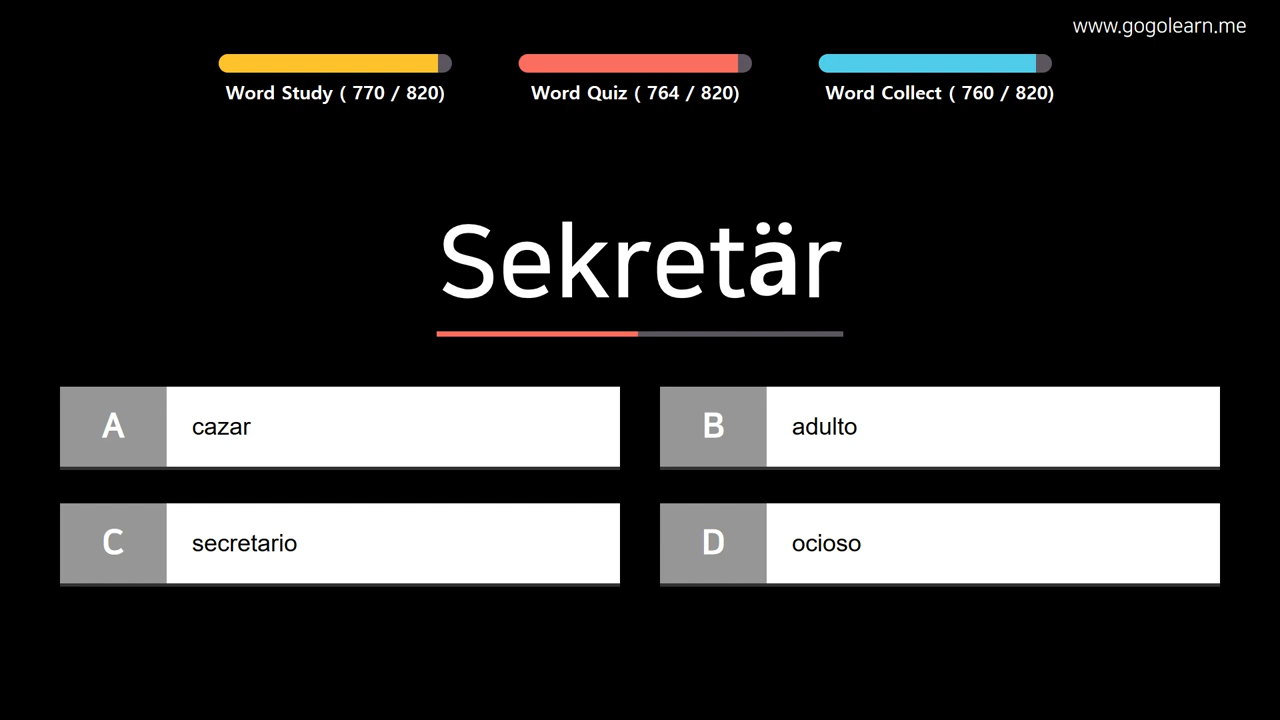 www.gogolearn.me
Word Study ( 770 / 820)
Word Quiz ( 764 / 820)
Word Collect ( 760 / 820)
Sekretär
A cazar
B adulto
C secretario
D ocioso